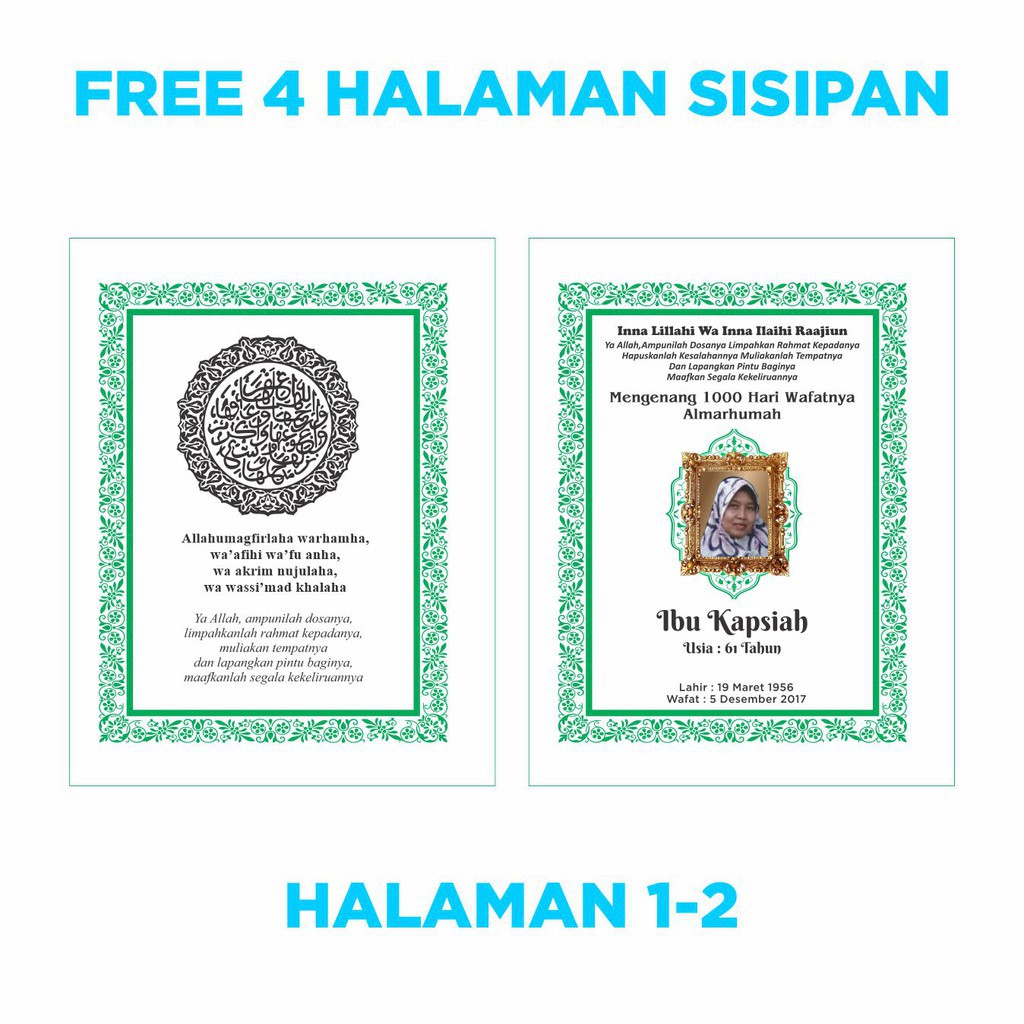 FREE 4 HALAMAN SISIPAN
Allahumagfirlaha warhamha,
wa'afihi wa'fu anha,
wa akrim nujulaha,
wa wassi'mad khalaha
Ya Allah, ampunilah dosanya,
limpahkanlah rahmat kepadanya,
muliakan tempatnya
dan lapangkan pintu baginya,
maafkanlah segala kekeliruannya
Inna Lillahi Wa Inna Ilaihi Raajiun
Ya Allah,Ampunilah Dosanya Limpahkan Rahmat Kepadanya
Hapuskanlah Kesalahannya Muliakanlah Tempatnya
Dan Lapangkan Pintu Baginya
Maafkan Segala Kekeliruannya
Mengenang 1000 Hari Wafatnya
Almarhumah
Ibu Kapsiah
Usia : 61 Tahun
Lahir : 19 Maret 1956
Wafat : 5 Desember 2017
HALAMAN 1-2